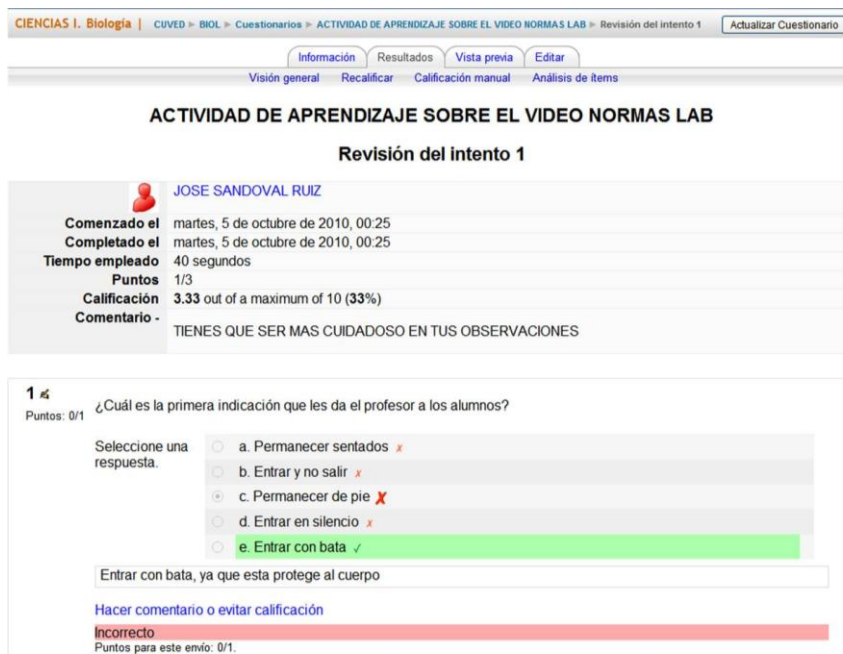 CIENCIAS I. Biología | CUVED ► BIOL ► Cuestionarios ► ACTIVIDAD DE APRENDIZAJE SOBRE EL VIDEO NORMAS LAB ► Revisión del intento 1 Actualizar Cuestionario
Información Resultados Vista previa Editar
Visión general Recalificar Calificación manual Análisis de ítems
ACTIVIDAD DE APRENDIZAJE SOBRE EL VIDEO NORMAS LAB
Revisión del intento 1
JOSE SANDOVAL RUIZ
Comenzado el martes, 5 de octubre de 2010, 00:25
Completado el martes, 5 de octubre de 2010, 00:25
Tiempo empleado 40 segundos
Puntos 1/3
Calificación 3.33 out of a maximum of 10 (33%)
Comentario -
TIENES QUE SER MAS CUIDADOSO EN TUS OBSERVACIONES
1
Puntos: 0/1
¿Cuál es la primera indicación que les da el profesor a los alumnos?
Seleccione una respuesta.
a. Permanecer sentados ✗
b. Entrar y no salir ✗
c. Permanecer de pie ✗
d. Entrar en silencio ✗
e. Entrar con bata ✓
Entrar con bata, ya que esta protege al cuerpo
Hacer comentario o evitar calificación
Incorrecto
Puntos para este envío: 0/1.